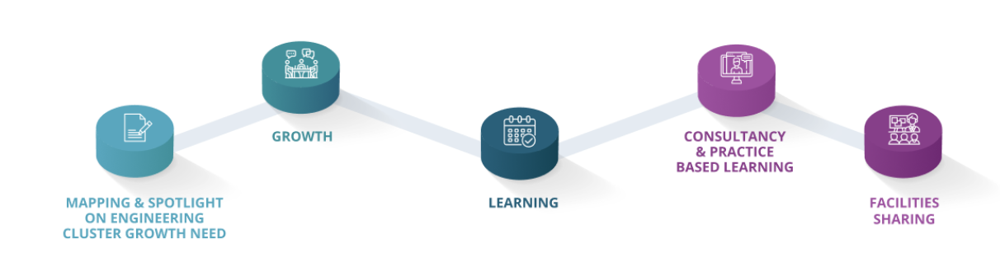 MAPPING & SPOTLIGHT
ON ENGINEERING
CLUSTER GROWTH NEED
GROWTH
LEARNING
CONSULTANCY
& PRACTICE
BASED LEARNING
FACILITIES
SHARING